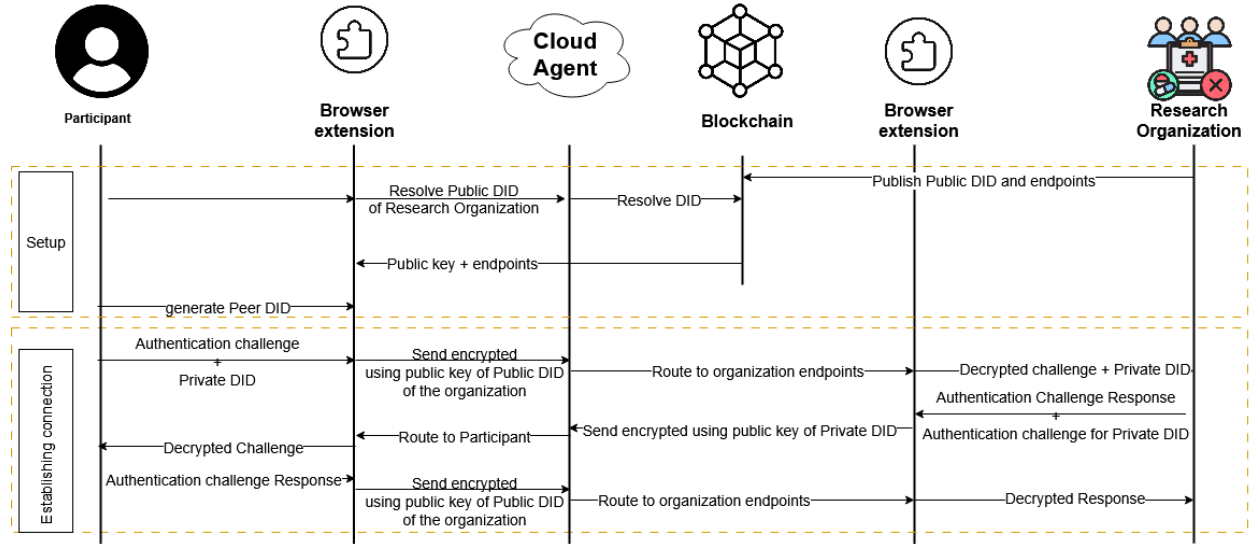 Participant
Browser
extension
Cloud
Agent
Blockchain
Browser
extension
Research
Organization
Setup
Publish Public DID and endpoints
Resolve Public DID
of Research Organization
Resolve DID
Public key + endpoints
generate Peer DID
Establishing connection
Authentication challenge
+
Private DID
Send encrypted
using public key of Public DID
of the organization
Route to organization endpoints
Decrypted challenge + Private DID
Authentication Challenge Response
+
Authentication challenge for Private DID
Send encrypted using public key of Private DID
Route to Participant
Decrypted Challenge
Authentication challenge Response
Send encrypted
using public key of Public DID
of the organization
Route to organization endpoints
Decrypted Response